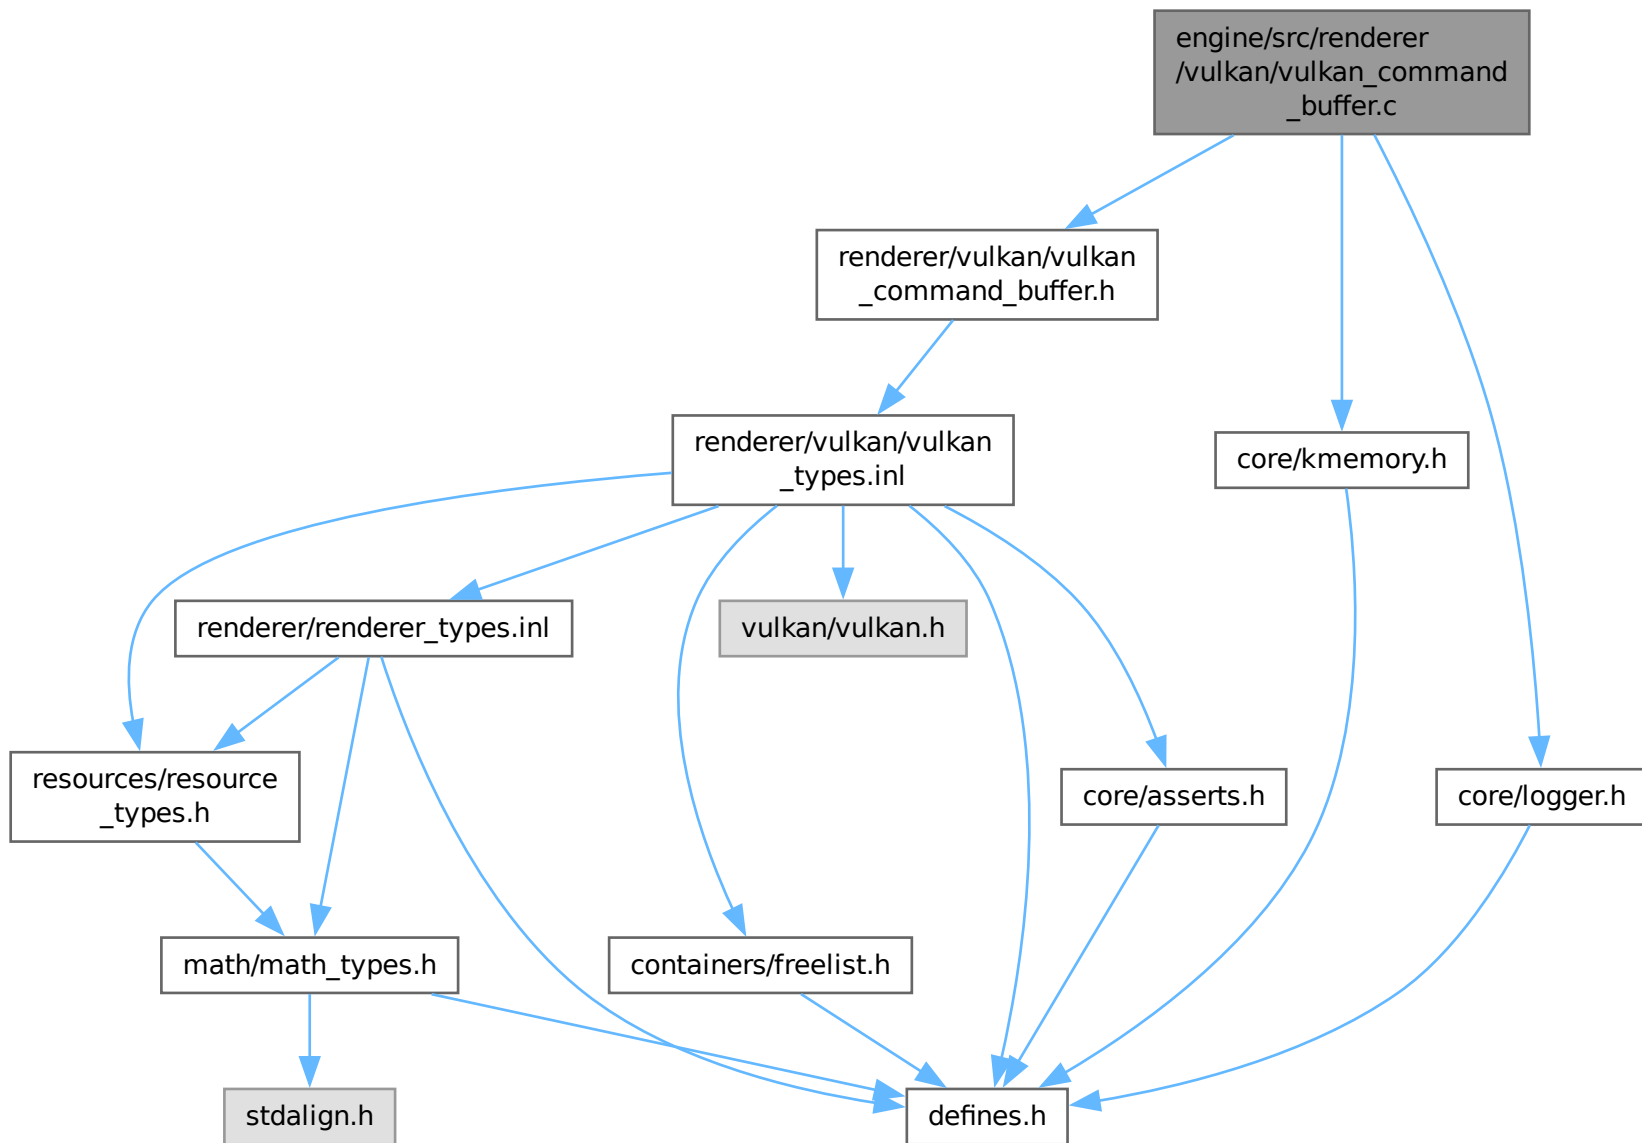 engine/src/renderer
/vulkan/vulkan_command
_buffer.c
renderer/vulkan/vulkan
_command_buffer.h
renderer/vulkan/vulkan
_types.inl
core/kmemory.h
renderer/renderer_types.inl
vulkan/vulkan.h
resources/resource
_types.h
core/asserts.h
core/logger.h
math/math_types.h
containers/freelist.h
stdalign.h
defines.h